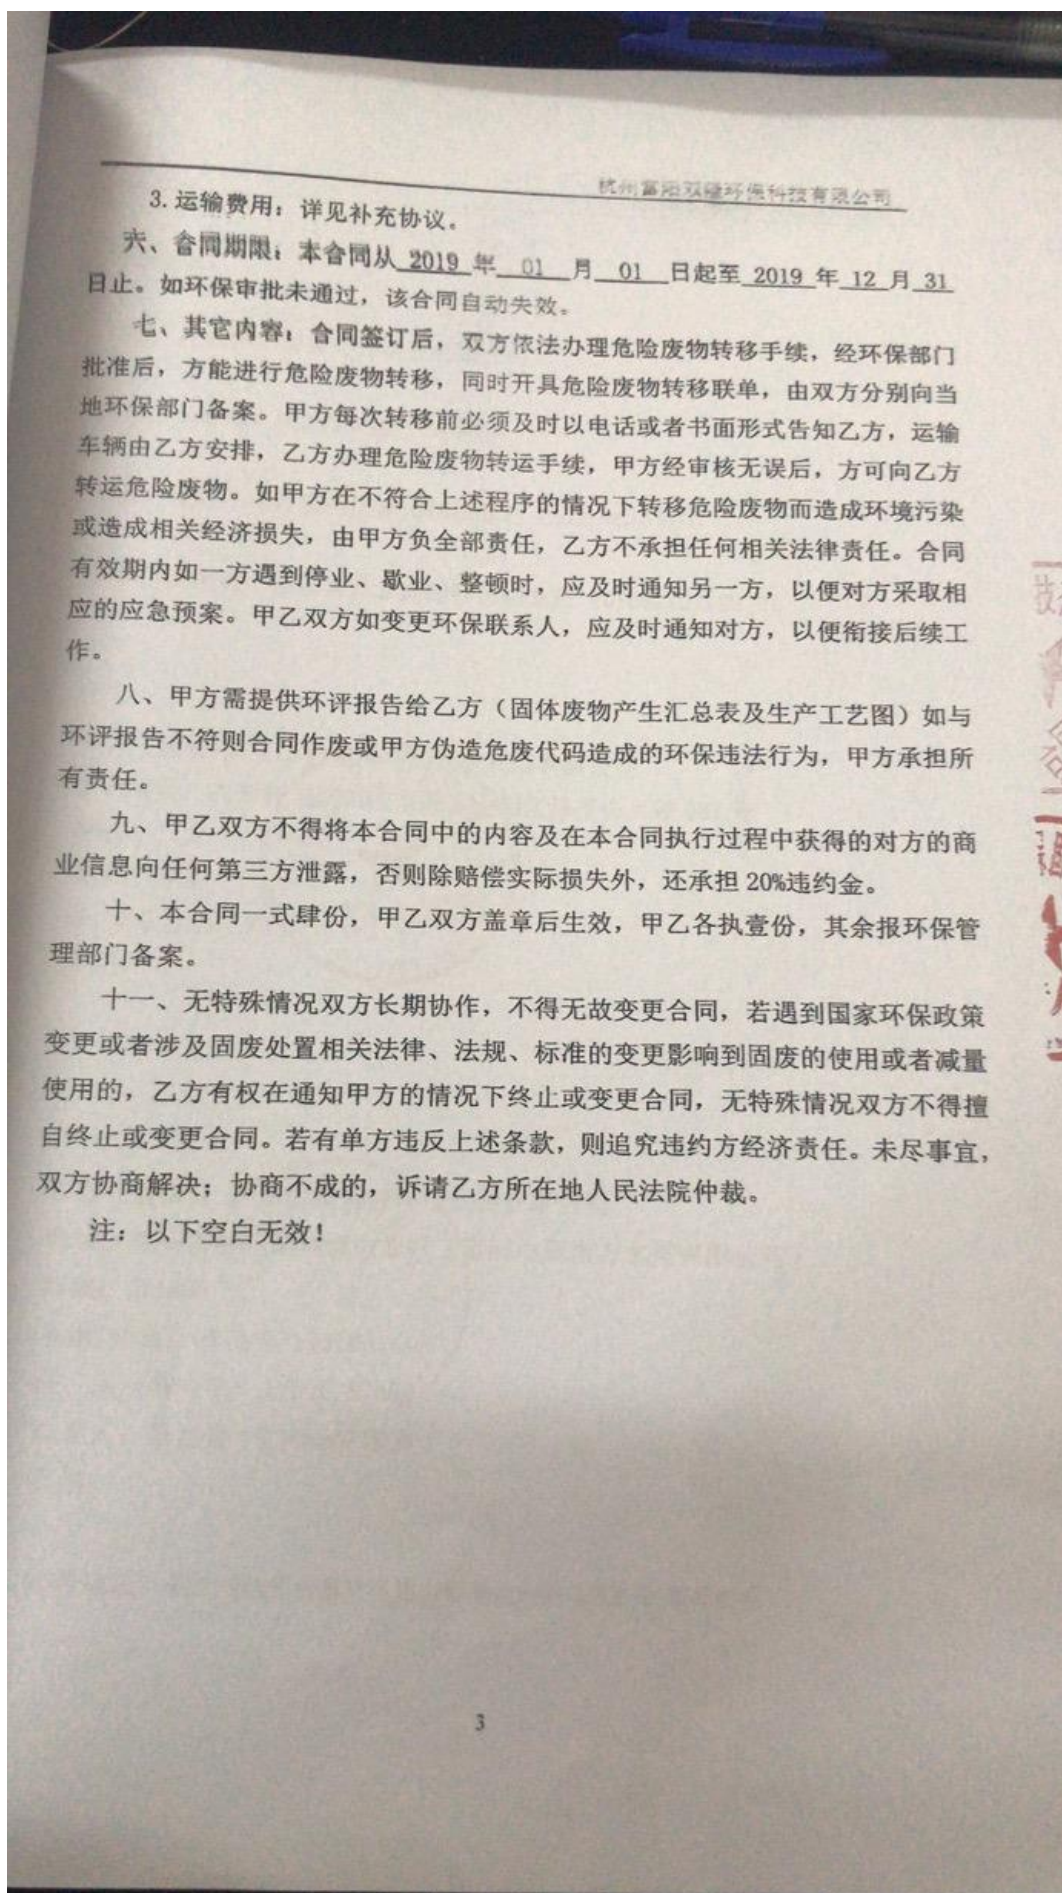 杭州富阳双隆环保科技有限公司
3.运输费用：详见补充协议。
六、合同期限：本合同从 2019 年 01 月 01 日起至 2019 年 12 月 31
日止。如环保审批未通过，该合同自动失效。
七、其它内容：合同签订后，双方依法办理危险废物转移手续，经环保部门
批准后，方能进行危险废物转移，同时开具危险废物转移联单，由双方分别向当
地环保部门备案。甲方每次转移前必须及时以电话或者书面形式告知乙方，运输
车辆由乙方安排，乙方办理危险废物转运手续，甲方经审核无误后，方可向乙方
转运危险废物。如甲方在不符合上述程序的情况下转移危险废物而造成环境污染
或造成相关经济损失，由甲方负全部责任，乙方不承担任何相关法律责任。合同
有效期内如一方遇到停业、歇业、整顿时，应及时通知另一方，以便对方采取相
应的应急预案。甲乙双方如变更环保联系人，应及时通知对方，以便衔接后续工
作。
八、甲方需提供环评报告给乙方（固体废物产生汇总表及生产工艺图）如与
环评报告不符则合同作废或甲方伪造危废代码造成的环保违法行为，甲方承担所
有责任。
九、甲乙双方不得将本合同中的内容及在本合同执行过程中获得的对方的商
业信息向任何第三方泄露，否则除赔偿实际损失外，还承担 20%违约金。
十、本合同一式肆份，甲乙双方盖章后生效，甲乙各执壹份，其余报环保管
理部门备案。
十一、无特殊情况双方长期协作，不得无故变更合同，若遇到国家环保政策
变更或者涉及固废处置相关法律、法规、标准的变更影响到固废的使用或者减量
使用的，乙方有权在通知甲方的情况下终止或变更合同，无特殊情况双方不得擅
自终止或变更合同。若有单方违反上述条款，则追究违约方经济责任。未尽事宜，
双方协商解决；协商不成的，诉请乙方所在地人民法院仲裁。
注：以下空白无效！
3